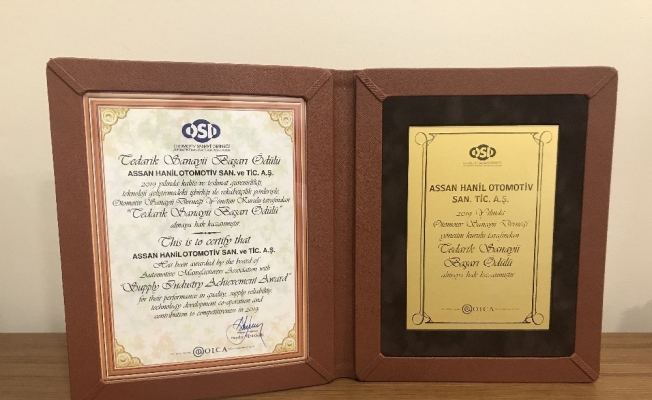 OSD
OTOMOTİV SANAYİİ DERNEĞİ
Tedarik Sanayii Başarı Ödülü
ASSAN HANİL OTOMOTİV SAN. ve TİC. A.Ş.
2019 yılında kalite ve teslimat güvenilirliği,
teknoloji geliştirmedeki işbirliği ile rekabetçilik
Otomotiv Sanayii Derneği Yönetim Kurulu tarafından
"Tedarik Sanayii Başarı Ödülü"
almaya hak kazanmıştır
This is to certify that
ASSAN HANİL OTOMOTİV SAN. ve TİC. A.Ş.
Has been awarded by the board of
Automotive Manufacturers Association with
"Supply Industry Achievement Award"
for their performance in quality, supply reliability,
technology development co-operation and
contribution to competitiveness in 2019
OICA
OSD
ASSAN HANİL OTOMOTİV
SAN. TİC. A.Ş.
2019 Yılında
Otomotiv Sanayii Derneği
yönetim kurulu tarafından
Tedarik Sanayii
Başarı Ödülü
almaya hak kazanmıştır
OICA